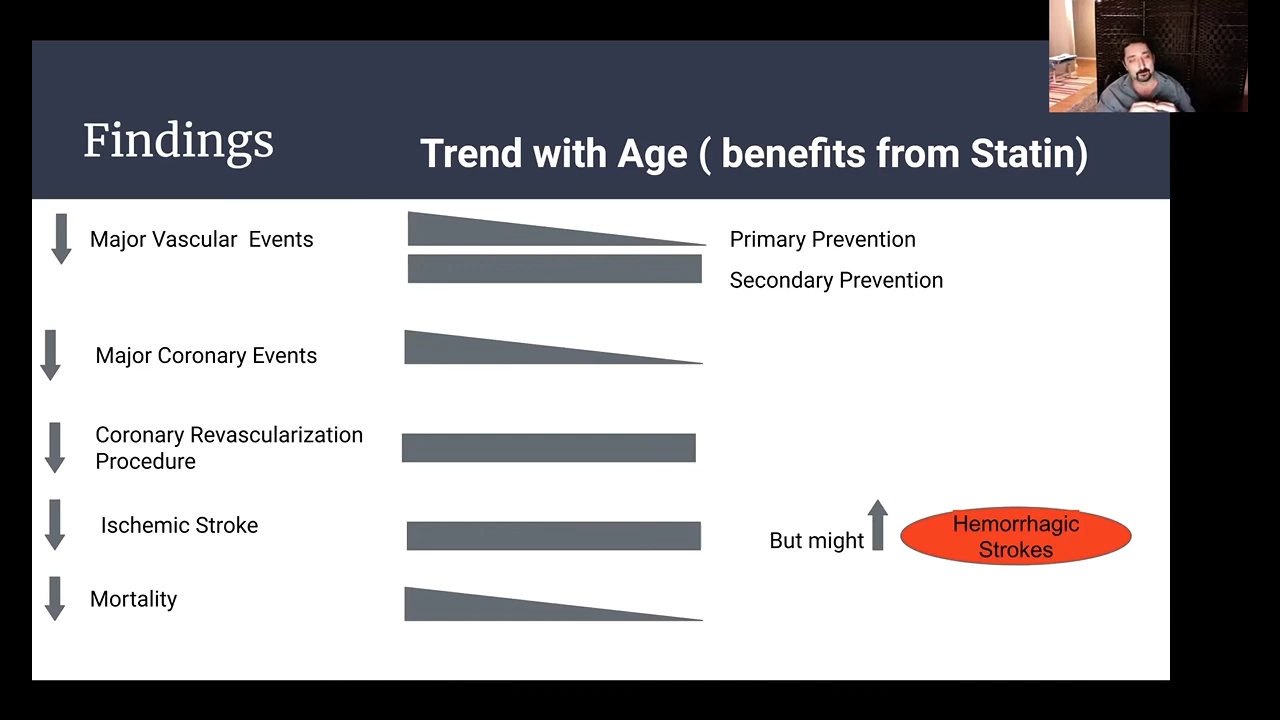 Findings
Trend with Age ( benefits from Statin)
Major Vascular Events
Primary Prevention
Secondary Prevention
Major Coronary Events
Coronary Revascularization
Procedure
Ischemic Stroke
But might
Hemorrhagic
Strokes
Mortality